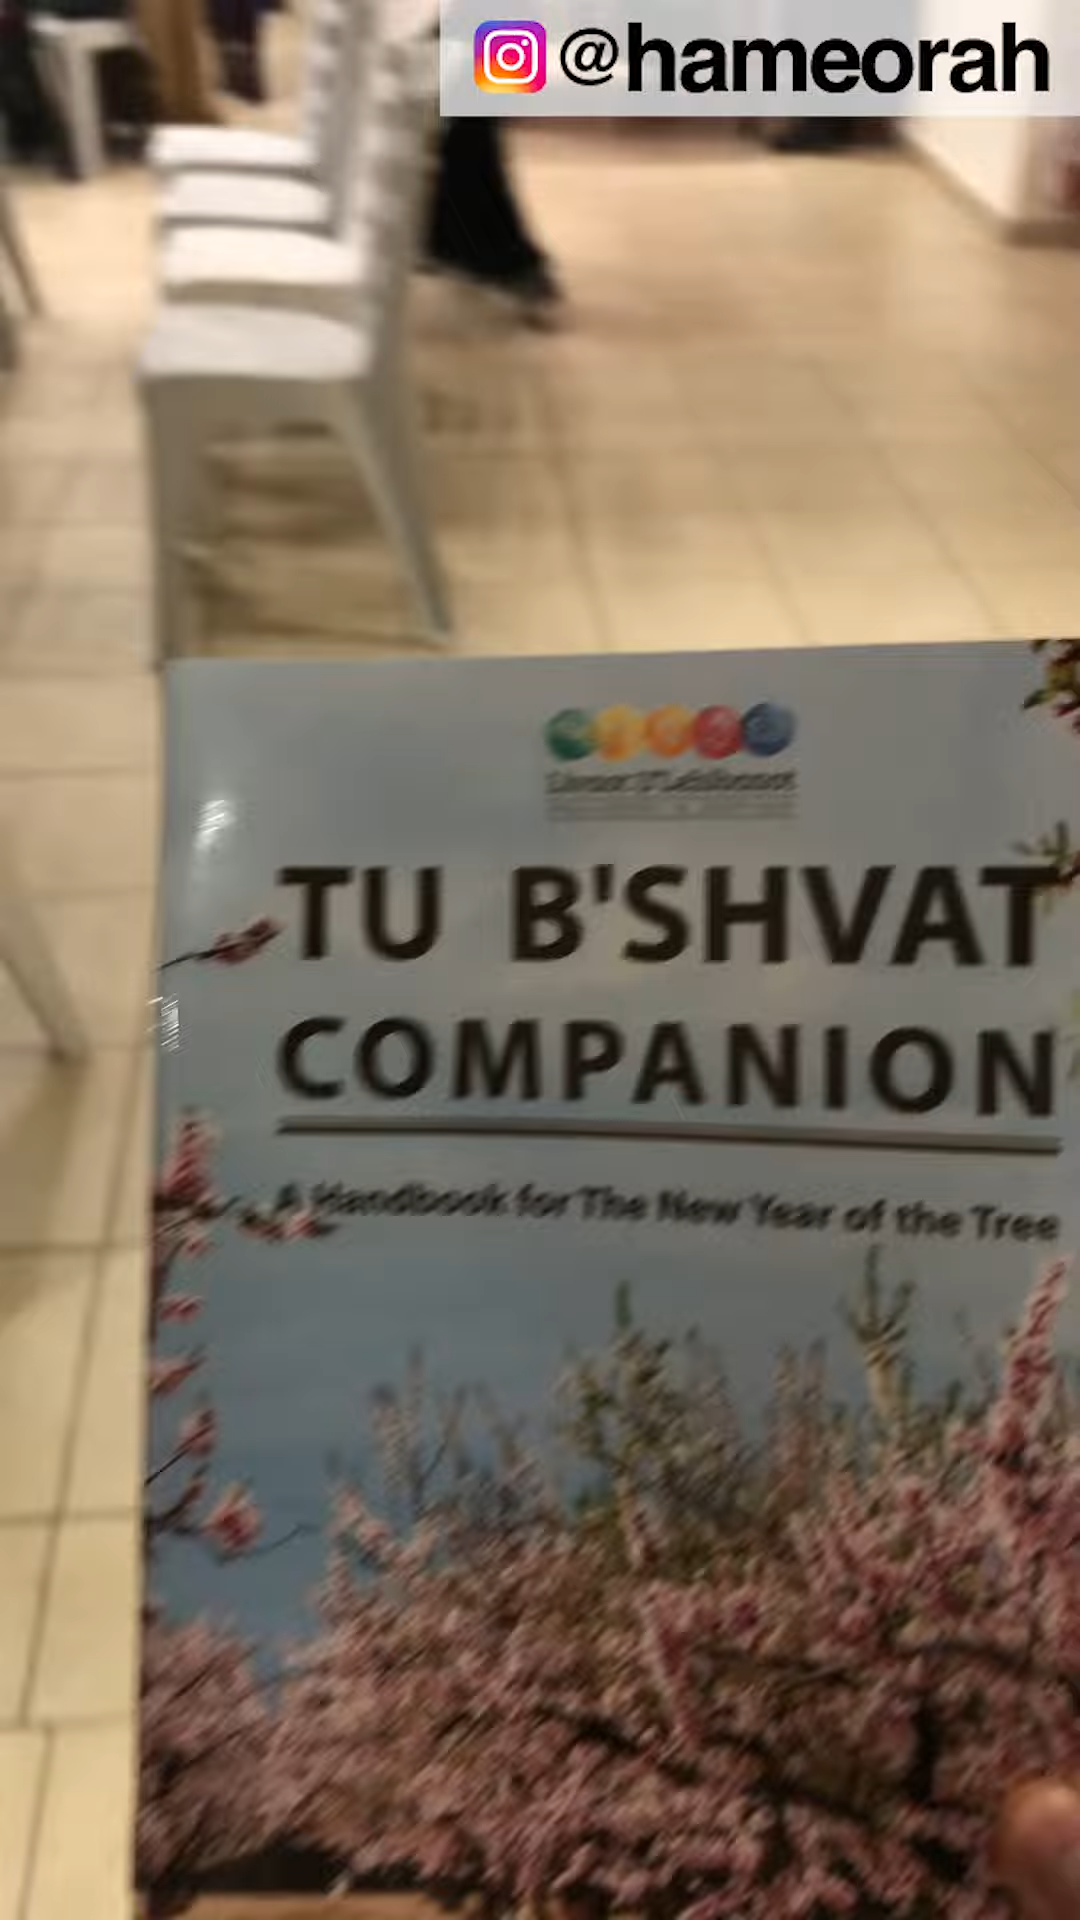 @hameorah
TU B'SHVAT
COMPANION
A Handbook for The New Year of the Tree